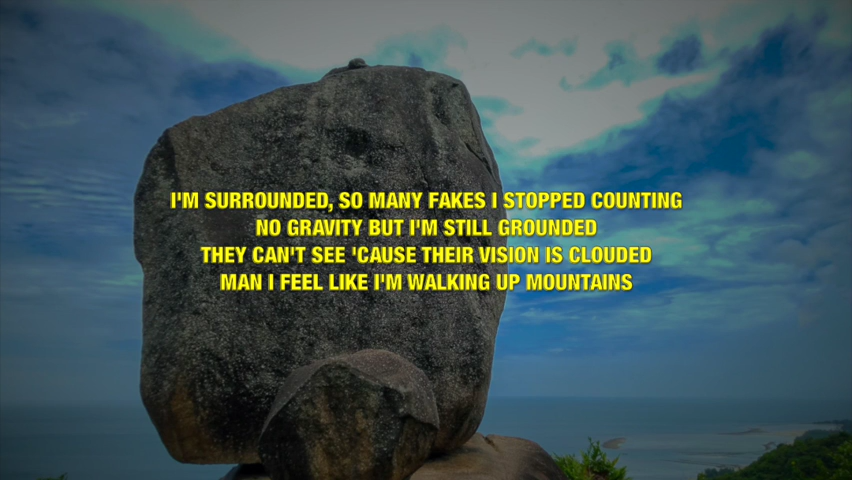 I'M SURROUNDED, SO MANY FAKES I STOPPED COUNTING
NO GRAVITY BUT I'M STILL GROUNDED
THEY CAN'T SEE 'CAUSE THEIR VISION IS CLOUDED
MAN I FEEL LIKE I'M WALKING UP MOUNTAINS